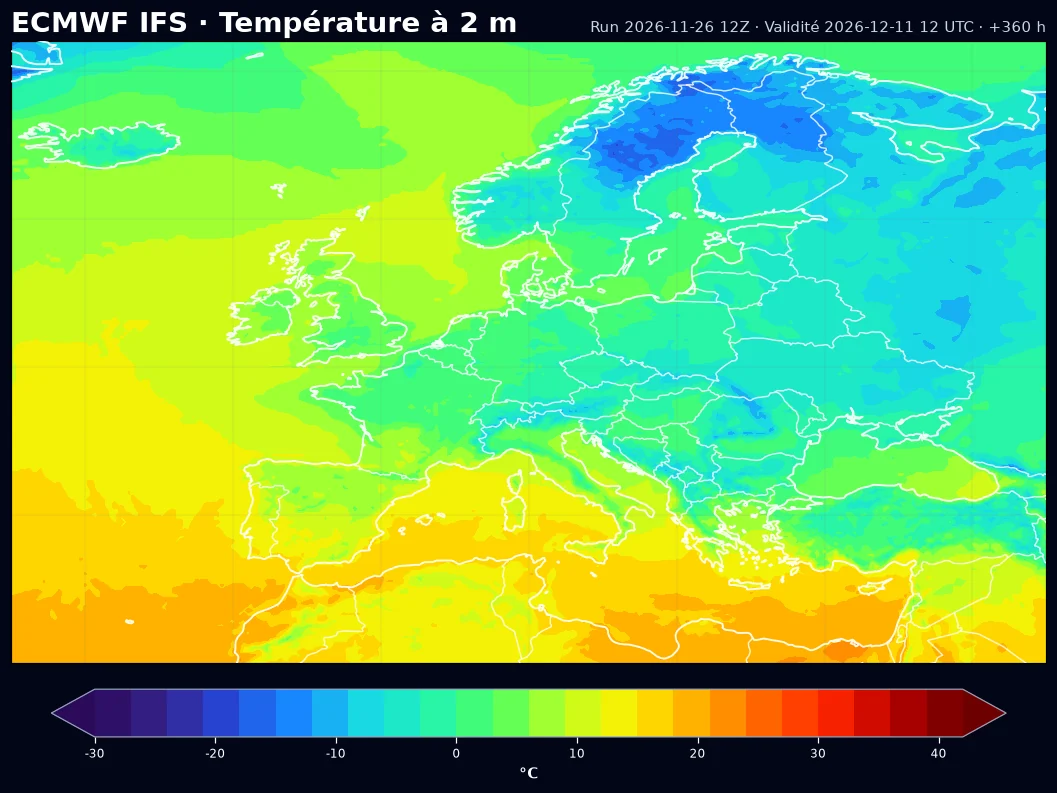 ECMWF IFS · Température à 2 m
Run 2026-11-26 12Z · Validité 2026-12-11 12 UTC · +360 h
-30 -20 -10 0 10 20 30 40
°C